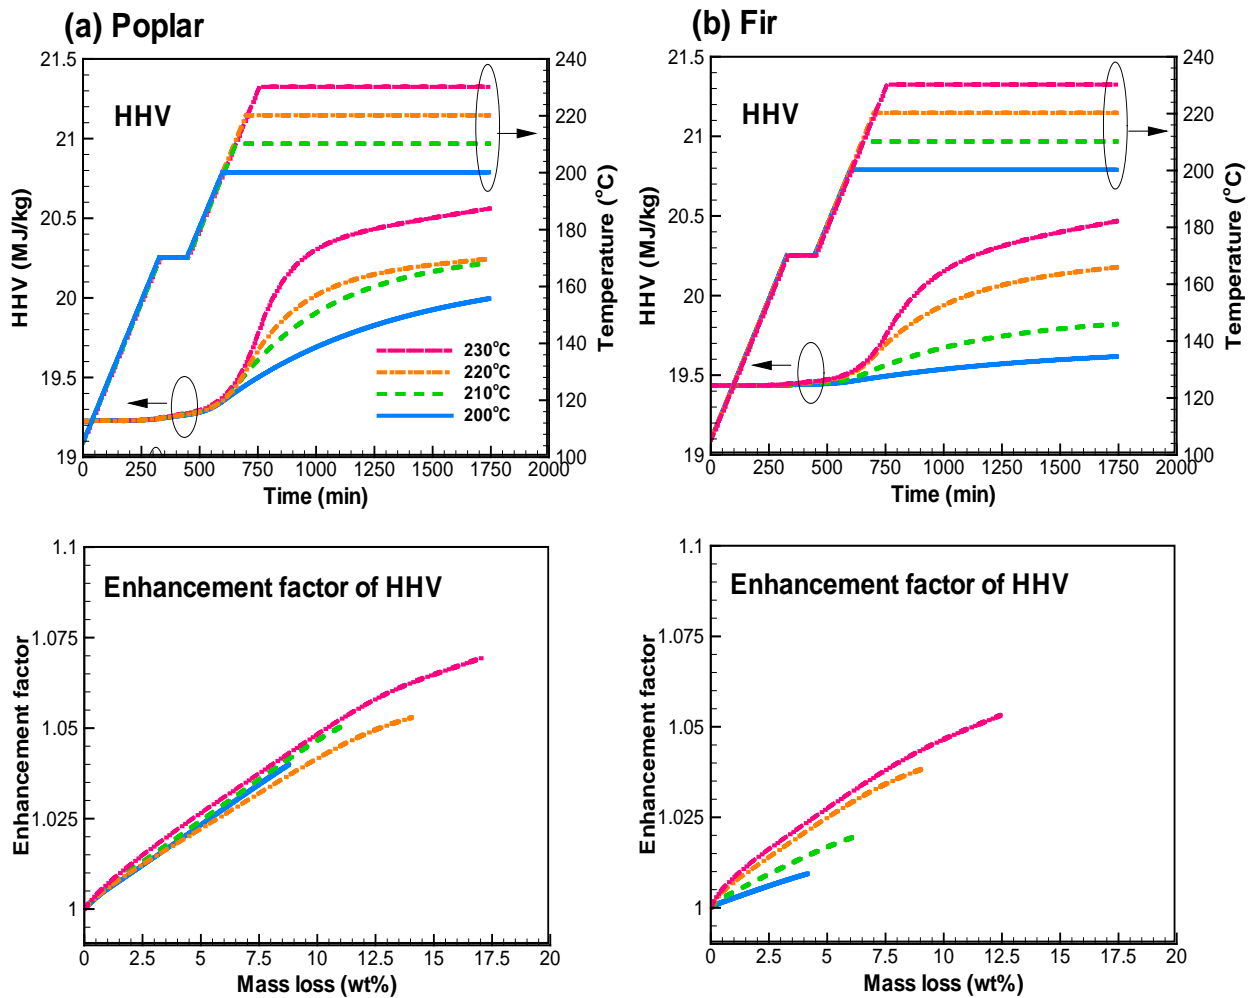 (a) Poplar
HHV
HHV (MJ/kg)
21.5
21
20.5
20
19.5
19
240
220
200
180
160
140
120
100
Temperature (°C)
230°C
220°C
210°C
200°C
0 250 500 750 1000 1250 1500 1750 2000
Time (min)
(b) Fir
HHV
HHV (MJ/kg)
21.5
21
20.5
20
19.5
19
240
220
200
180
160
140
120
100
Temperature (°C)
0 250 500 750 1000 1250 1500 1750 2000
Time (min)
Enhancement factor of HHV
Enhancement factor
1.1
1.075
1.05
1.025
1
0 2.5 5 7.5 10 12.5 15 17.5 20
Mass loss (wt%)
Enhancement factor of HHV
Enhancement factor
1.1
1.075
1.05
1.025
1
0 2.5 5 7.5 10 12.5 15 17.5 20
Mass loss (wt%)